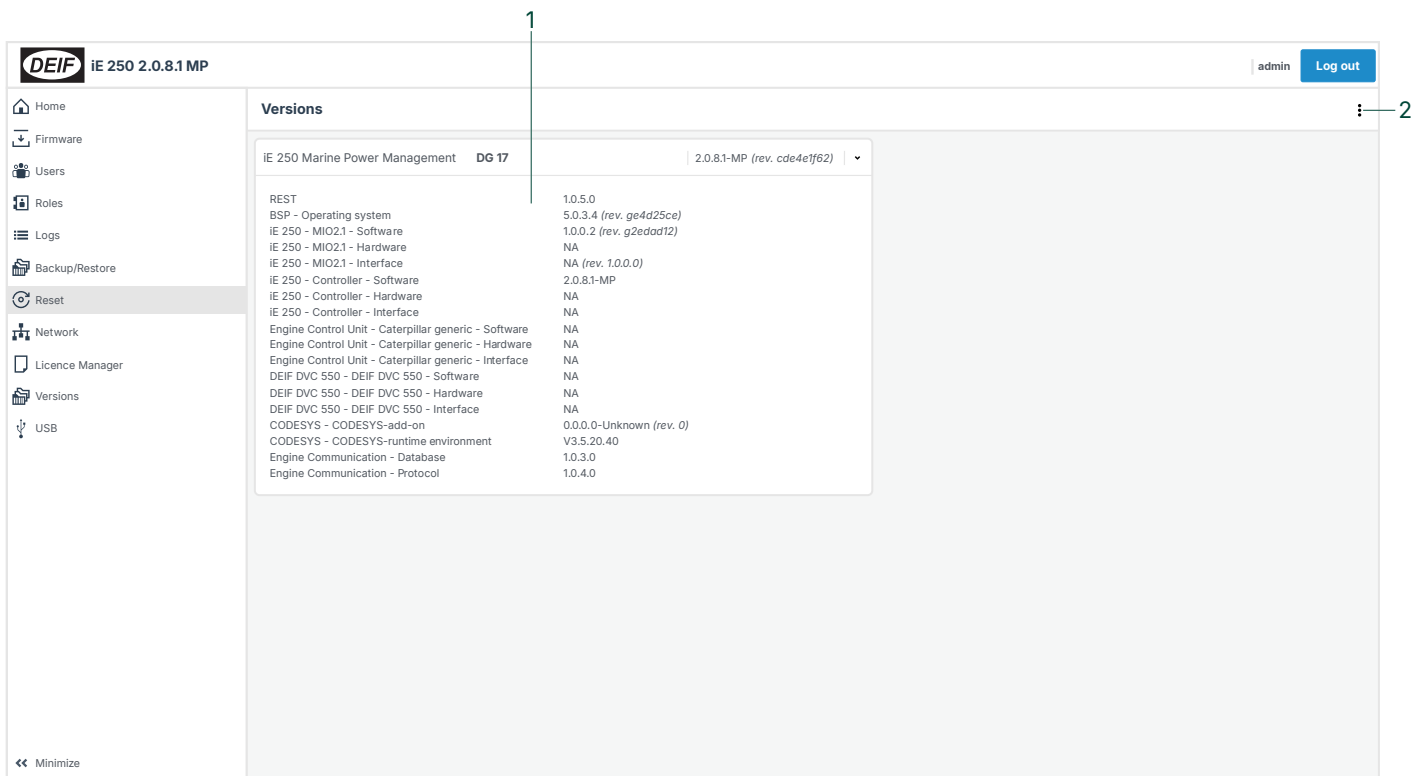 1
DEIF iE 250 2.0.8.1 MP
admin
Log out
Home
Firmware
Users
Roles
Logs
Backup/Restore
Reset
Network
Licence Manager
Versions
USB
Minimize
Versions
2
iE 250 Marine Power Management DG 17 2.0.8.1-MP (rev. cde4e1f62)
REST 1.0.5.0
BSP - Operating system 5.0.3.4 (rev. ge4d25ce)
iE 250 - MIO2.1 - Software 1.0.0.2 (rev. g2edad12)
iE 250 - MIO2.1 - Hardware NA
iE 250 - MIO2.1 - Interface NA (rev. 1.0.0.0)
iE 250 - Controller - Software 2.0.8.1-MP
iE 250 - Controller - Hardware NA
iE 250 - Controller - Interface NA
Engine Control Unit - Caterpillar generic - Software NA
Engine Control Unit - Caterpillar generic - Hardware NA
Engine Control Unit - Caterpillar generic - Interface NA
DEIF DVC 550 - DEIF DVC 550 - Software NA
DEIF DVC 550 - DEIF DVC 550 - Hardware NA
DEIF DVC 550 - DEIF DVC 550 - Interface NA
CODESYS - CODESYS-add-on 0.0.0.0-Unknown (rev. 0)
CODESYS - CODESYS-runtime environment V3.5.20.40
Engine Communication - Database 1.0.3.0
Engine Communication - Protocol 1.0.4.0